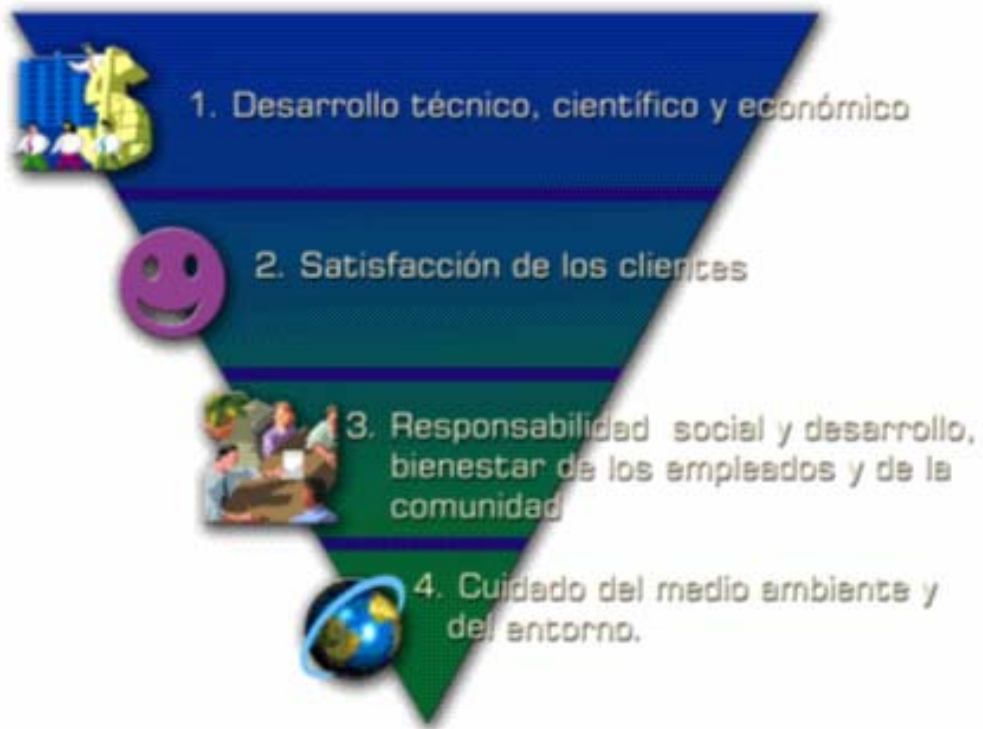 1. Desarrollo técnico, científico y económico
2. Satisfacción de los clientes
3. Responsabilidad social y desarrollo,
bienestar de los empleados y de la
comunidad
4. Cuidado del medio ambiente y
del entorno.